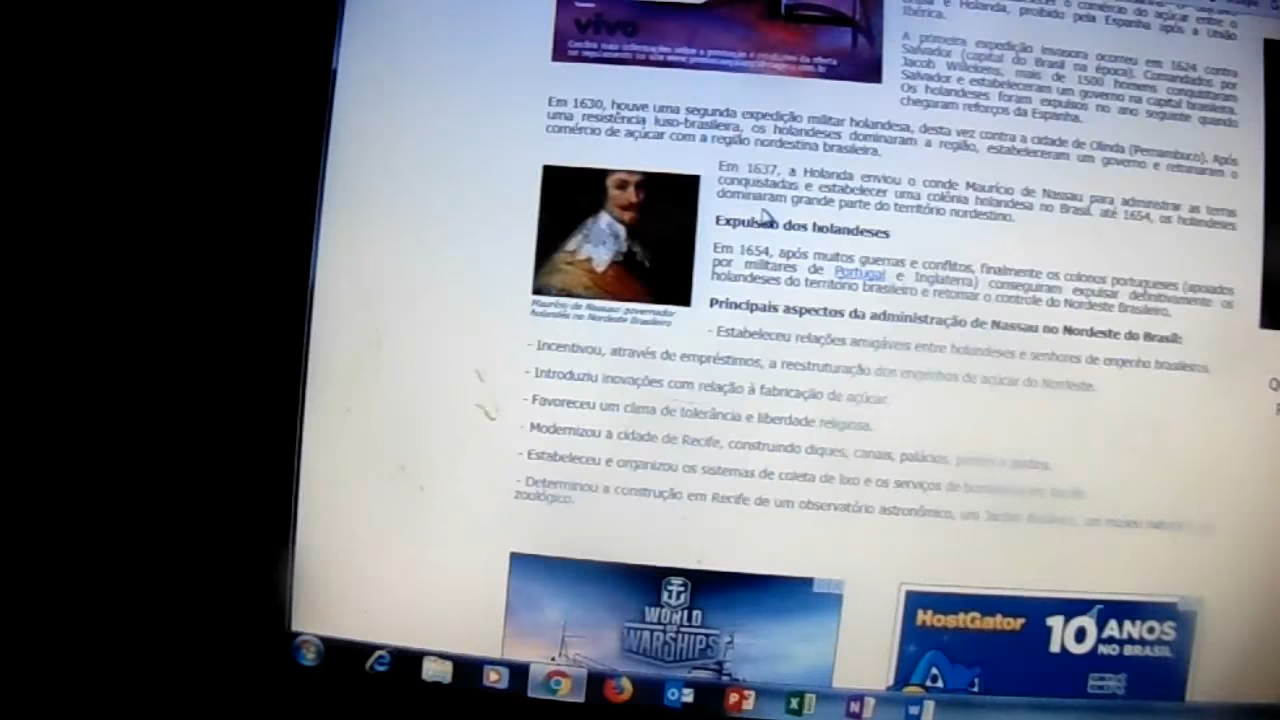 vivo
e Holanda, proibido pela Espanha após a União
Ibérica.
A primeira expedição invasora ocorreu em 1624 contra
Salvador (capital do Brasil na época). Comandados por
Jacob Willekens, mais de 1500 homens conquistaram
Salvador e estabeleceram um governo na capital brasileira.
Os holandeses foram expulsos no ano seguinte quando
chegaram reforços da Espanha.
Em 1630, houve uma segunda expedição militar holandesa, desta vez contra a cidade de Olinda (Pernambuco). Após
uma resistência luso-brasileira, os holandeses dominaram a região, estabeleceram um governo e retomaram o
comércio de açúcar com a região nordestina brasileira.
Em 1637, a Holanda enviou o conde Maurício de Nassau para administrar as terras
conquistadas e estabelecer uma colônia holandesa no Brasil. até 1654, os holandeses
dominaram grande parte do território nordestino.
Expulsão dos holandeses
Em 1654, após muitos guerras e conflitos, finalmente os colonos portugueses (apoiados
por militares de Portugal e Inglaterra) conseguiram expulsar definitivamente os
holandeses do território brasileiro e retomar o controle do Nordeste Brasileiro.
Maurício de Nassau: governador
holandês no Nordeste Brasileiro
Principais aspectos da administração de Nassau no Nordeste do Brasil:
- Estabeleceu relações amigáveis entre holandeses e senhores de engenho brasileiros.
- Incentivou, através de empréstimos, a reestruturação dos engenhos de açúcar do Nordeste.
- Introduziu inovações com relação à fabricação de açúcar.
- Favoreceu um clima de tolerância e liberdade religiosa.
- Modernizou a cidade de Recife, construindo diques, canais, palácios,
- Estabeleceu e organizou os sistemas de coleta de lixo e os serviços de
- Determinou a construção em Recife de um observatório astronômico, um
zoológico.
WORLD
OF
WARSHIPS
HostGator
10 ANOS
NO BRASIL